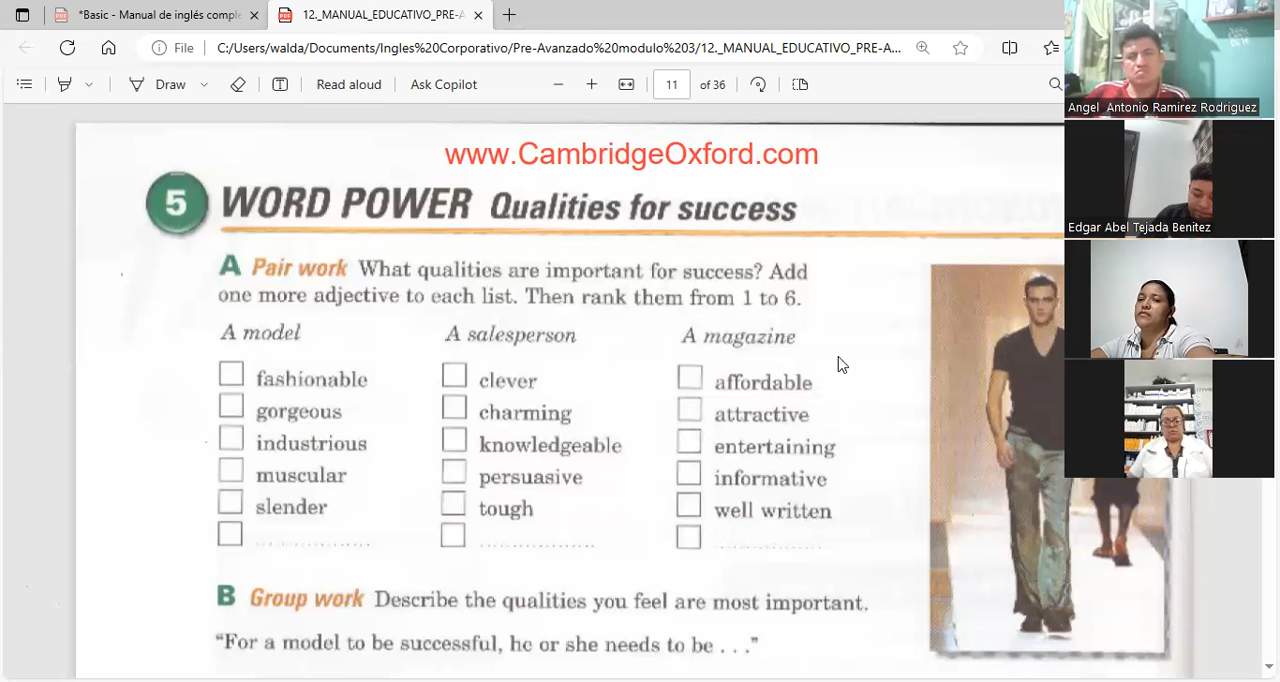 *Basic - Manual de inglés compl
12._MANUAL_EDUCATIVO_PRE-A
File
C:/Users/walda/Documents/Ingles%20Corporativo/Pre-Avanzado%20modulo%203/12._MANUAL_EDUCATIVO_PRE-A...
Draw
Read aloud
Ask Copilot
11 of 36
www.CambridgeOxford.com
5 WORD POWER Qualities for success
A Pair work What qualities are important for success? Add
one more adjective to each list. Then rank them from 1 to 6.
A model A salesperson A magazine
fashionable clever affordable
gorgeous charming attractive
industrious knowledgeable entertaining
muscular persuasive informative
slender tough well written
B Group work Describe the qualities you feel are most important.
"For a model to be successful, he or she needs to be . . ."
Angel Antonio Ramirez Rodriguez
Edgar Abel Tejada Benitez